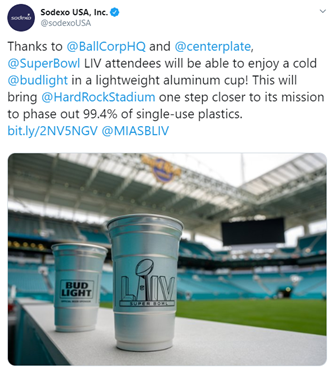 Sodexo USA, Inc.
@sodexoUSA
sodexo
Thanks to @BallCorpHQ and @centerplate,
@SuperBowl LIV attendees will be able to enjoy a cold
@budlight in a lightweight aluminum cup! This will
bring @HardRockStadium one step closer to its mission
to phase out 99.4% of single-use plastics.
bit.ly/2NV5NGV @MIASBLIV
BUD
LIGHT
LIV
SUPER BOWL